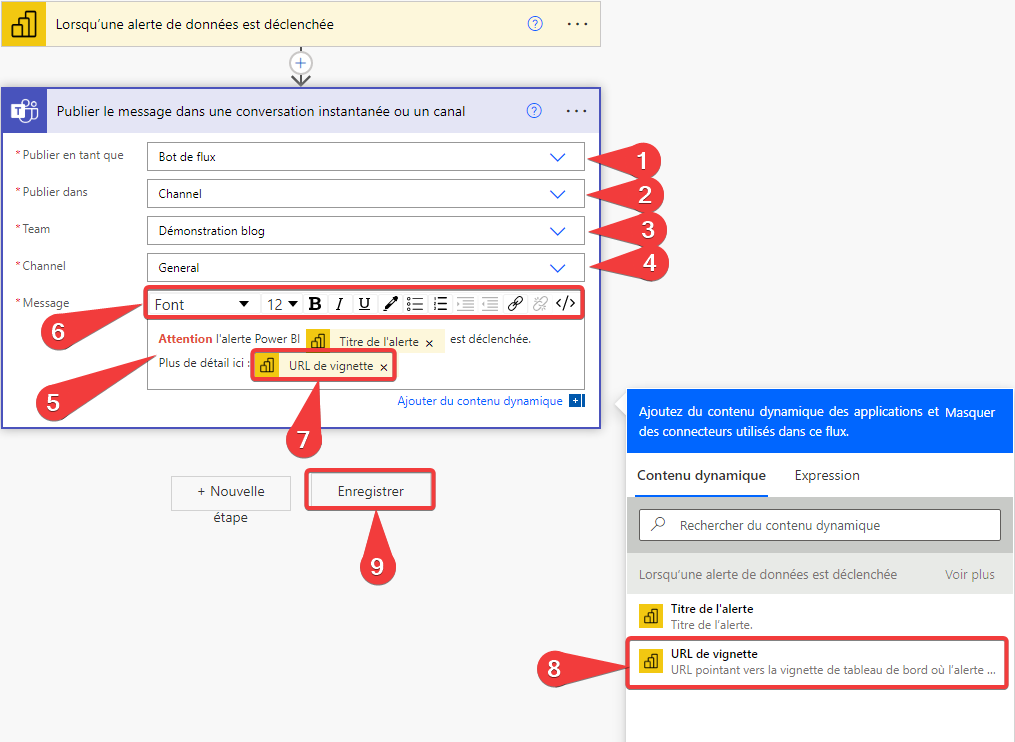 Lorsqu'une alerte de données est déclenchée
Publier le message dans une conversation instantanée ou un canal
* Publier en tant que
Bot de flux
1
* Publier dans
Channel
2
* Team
Démonstration blog
3
* Channel
General
4
* Message
Font
12
B I U
</>
6
Attention l'alerte Power BI Titre de l'alerte × est déclenchée.
Plus de détail ici : URL de vignette ×
5
7
Ajouter du contenu dynamique
+ Nouvelle
étape
Enregistrer
9
Ajoutez du contenu dynamique des applications et
des connecteurs utilisés dans ce flux.
Masquer
Contenu dynamique
Expression
Rechercher du contenu dynamique
Lorsqu'une alerte de données est déclenchée
Voir plus
Titre de l'alerte
Titre de l'alerte.
URL de vignette
URL pointant vers la vignette de tableau de bord où l'alerte ...
8